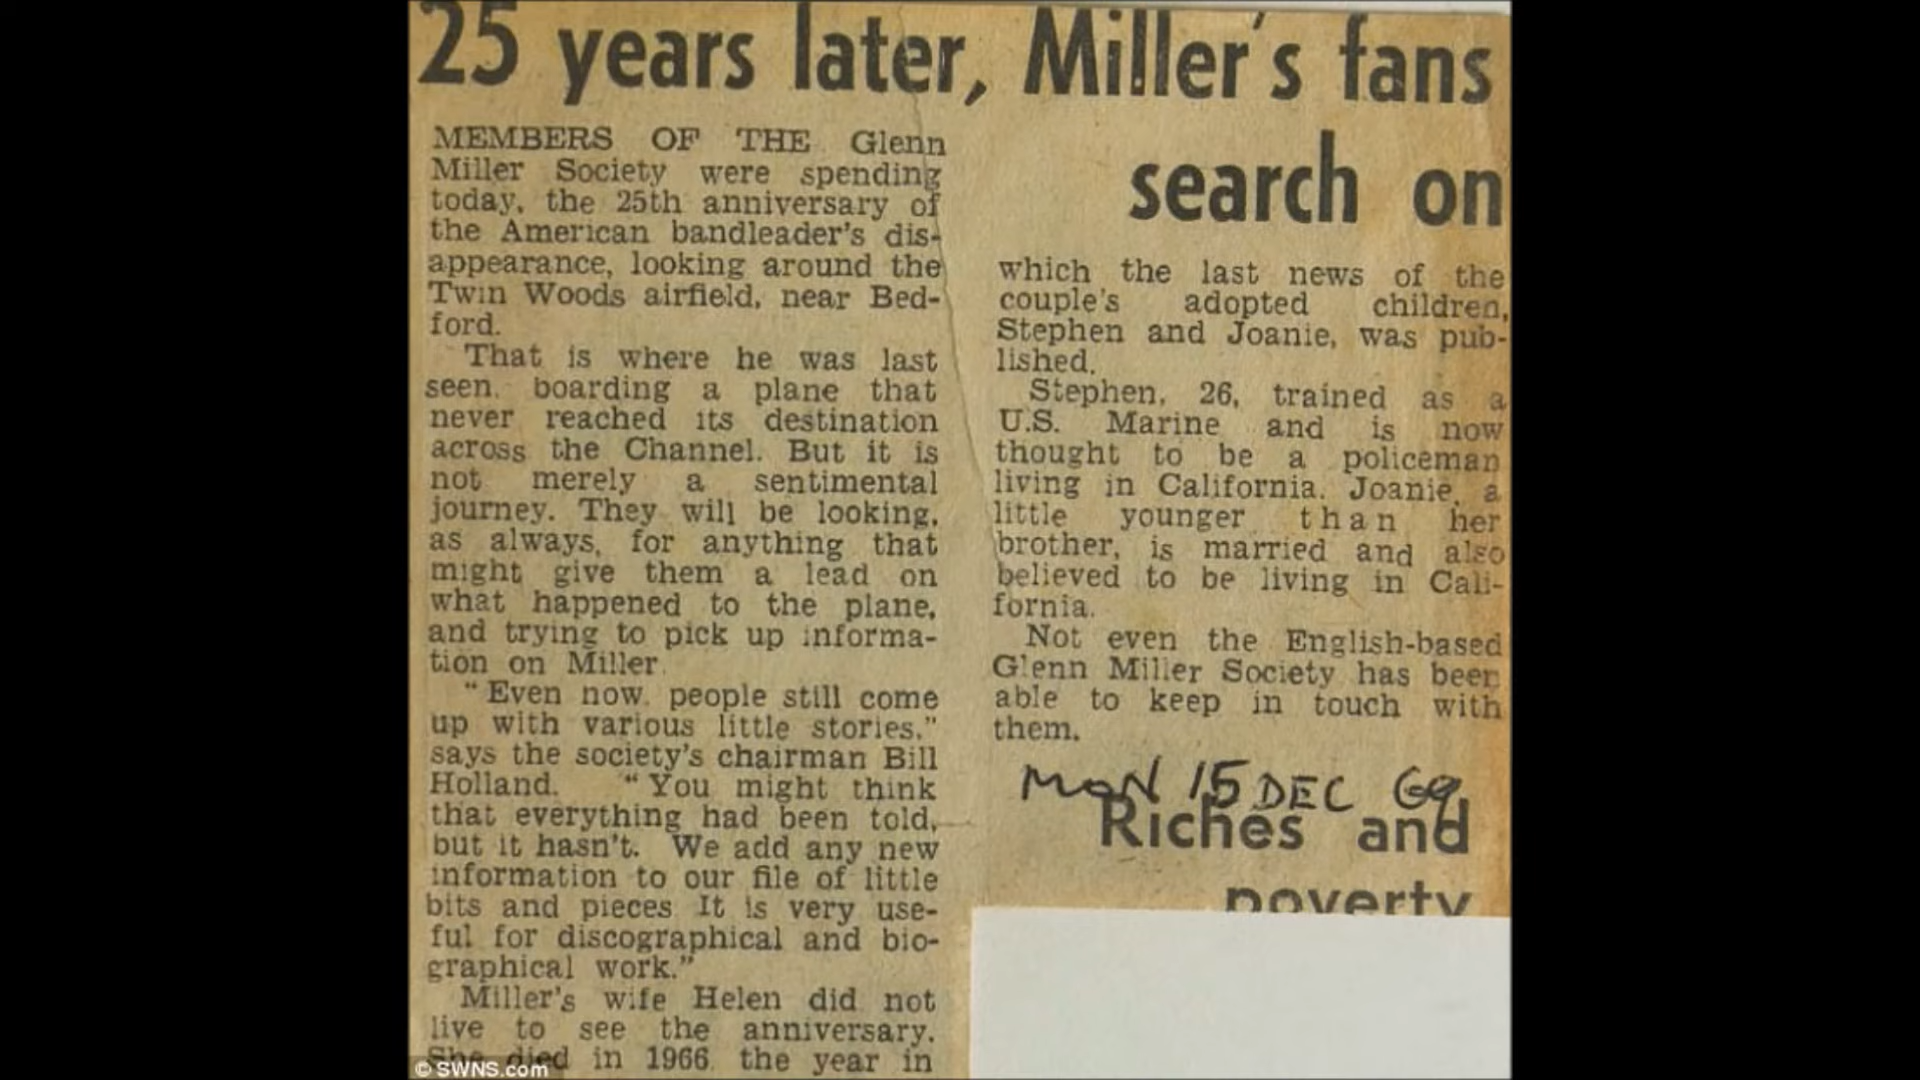 25 years later, Miller's fans
search on
MEMBERS OF THE Glenn
Miller Society were spending
today, the 25th anniversary of
the American bandleader's dis-
appearance, looking around the
Twin Woods airfield, near Bed-
ford.
That is where he was last
seen, boarding a plane that
never reached its destination
across the Channel. But it is
not merely a sentimental
journey. They will be looking,
as always, for anything that
might give them a lead on
what happened to the plane,
and trying to pick up informa-
tion on Miller.
"Even now, people still come
up with various little stories,"
says the society's chairman Bill
Holland. "You might think
that everything had been told,
but it hasn't. We add any new
information to our file of little
bits and pieces. It is very use-
ful for discographical and bio-
graphical work."
Miller's wife Helen did not
live to see the anniversary.
She died in 1966, the year in
which the last news of the
couple's adopted children,
Stephen and Joanie, was pub-
lished.
Stephen, 26, trained as a
U.S. Marine and is now
thought to be a policeman
living in California. Joanie, a
little younger than her
brother, is married and also
believed to be living in Cali-
fornia.
Not even the English-based
Glenn Miller Society has been
able to keep in touch with
them.
MON 15 DEC 69
Riches and
poverty
© SWNS.com